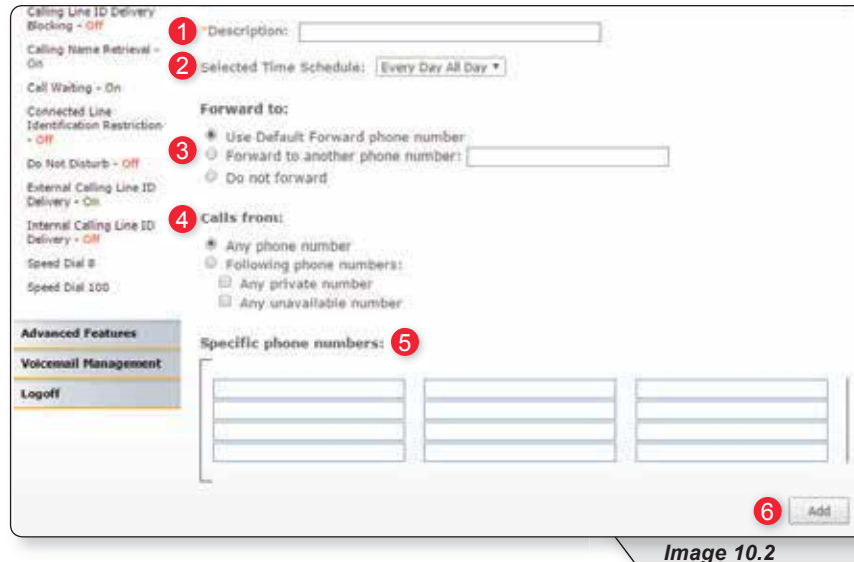 Calling Line ID Delivery
Blocking - Off
Calling Name Retrieval -
On
Call Waiting - On
Connected Line
Identification Restriction
- Off
Do Not Disturb - Off
External Calling Line ID
Delivery - On
Internal Calling Line ID
Delivery - Off
Speed Dial 8
Speed Dial 100
Advanced Features
Voicemail Management
Logoff
1 *Description:
2 Selected Time Schedule: Every Day All Day
Forward to:
Use Default Forward phone number
3 Forward to another phone number:
Do not forward
4 Calls from:
Any phone number
Following phone numbers:
Any private number
Any unavailable number
Specific phone numbers: 5
6 Add
Image 10.2